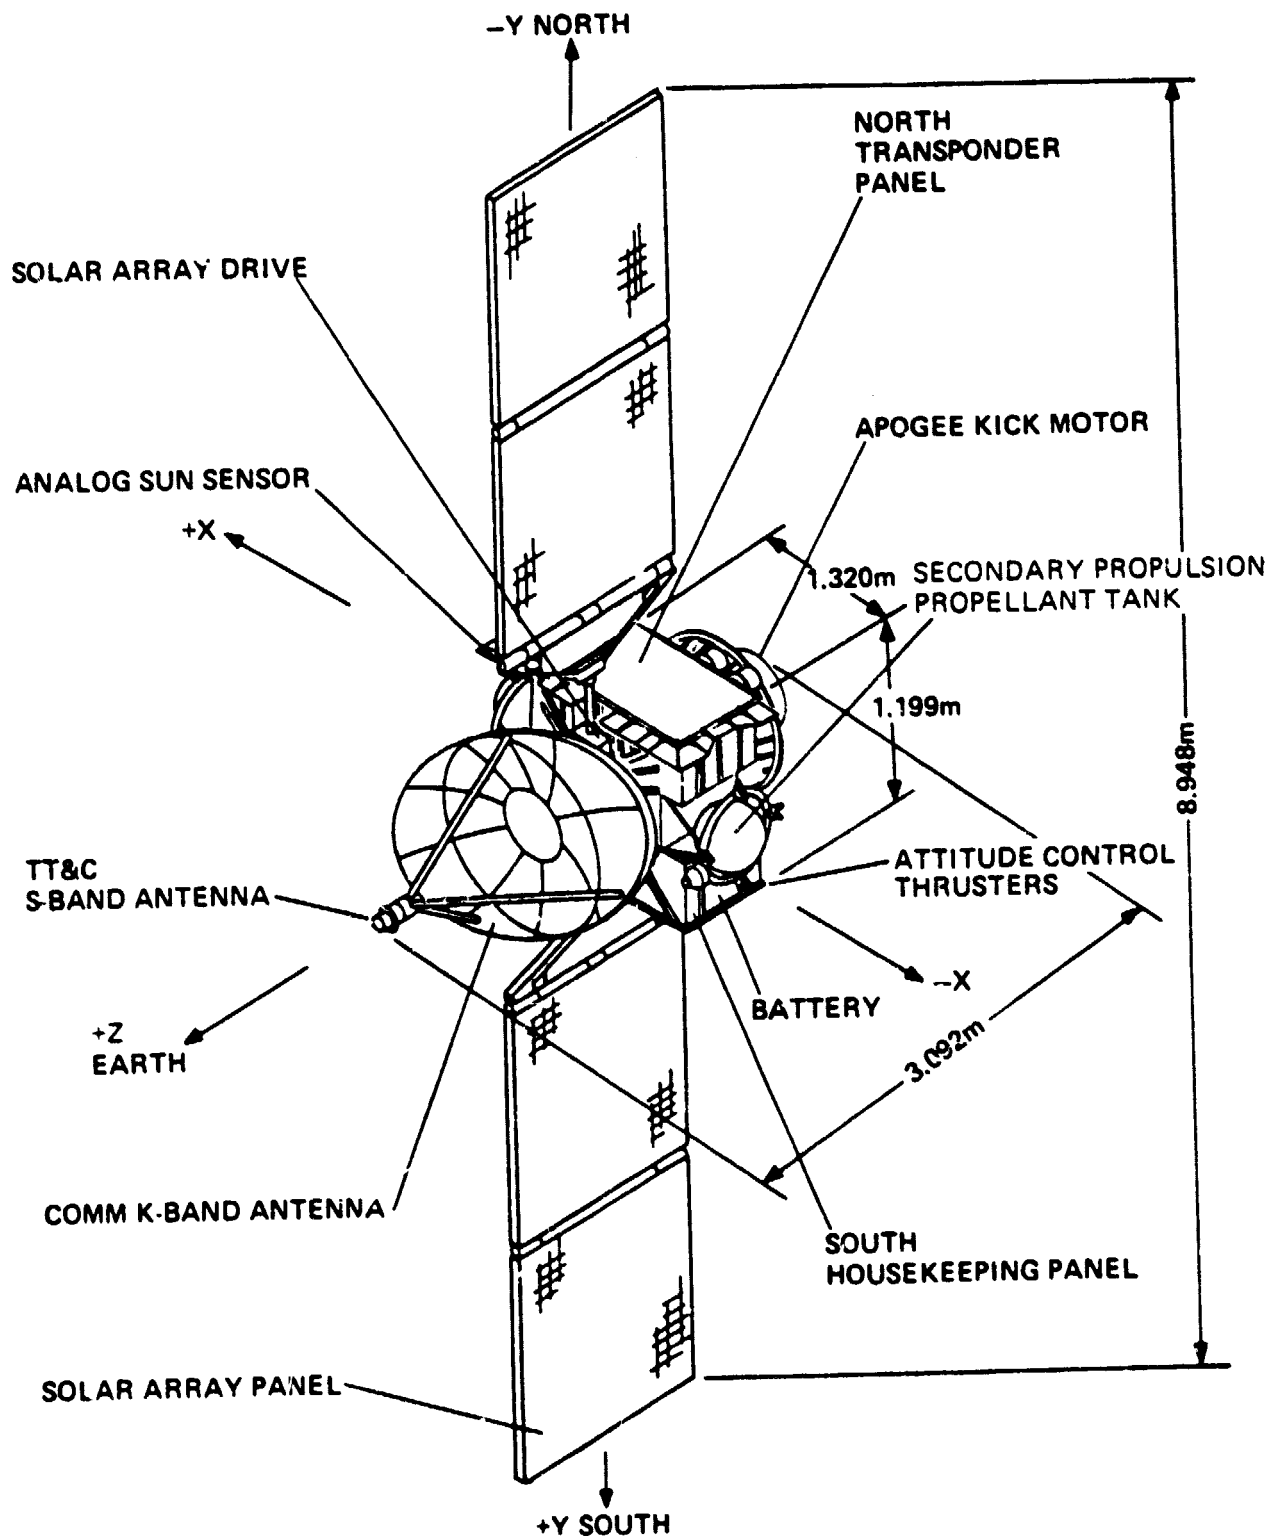 −Y NORTH
NORTH
TRANSPONDER
PANEL
SOLAR ARRAY DRIVE
APOGEE KICK MOTOR
ANALOG SUN SENSOR
+X
1.320m
SECONDARY PROPULSION
PROPELLANT TANK
1.199m
8.948m
TT&C
S-BAND ANTENNA
ATTITUDE CONTROL
THRUSTERS
−X
BATTERY
+Z
EARTH
3.092m
COMM K-BAND ANTENNA
SOUTH
HOUSEKEEPING PANEL
SOLAR ARRAY PANEL
+Y SOUTH